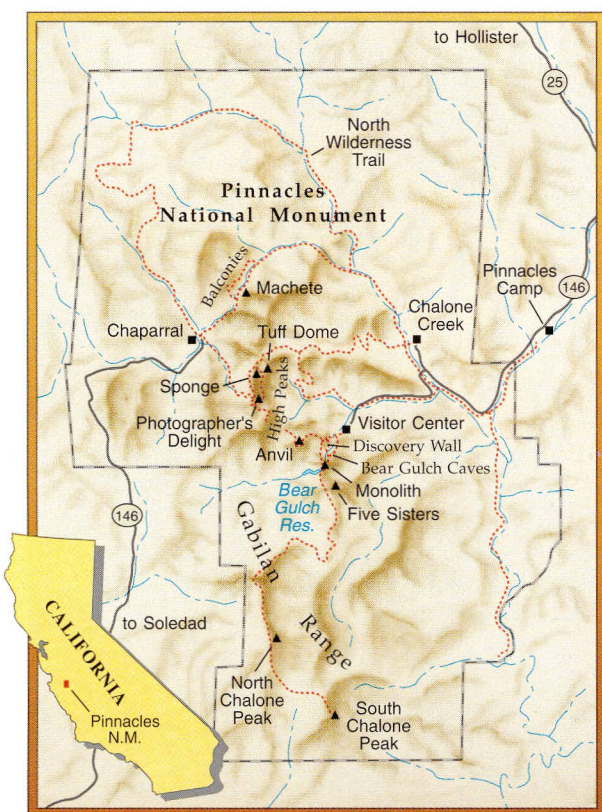 to Hollister
25
North
Wilderness
Trail
Pinnacles
National Monument
Balconies
Machete
Pinnacles
Camp
146
Chaparral
Tuff Dome
Chalone
Creek
Sponge
High Peaks
Photographer's
Delight
Visitor Center
Anvil
Discovery Wall
Bear Gulch Caves
Monolith
Bear
Gulch
Res.
Five Sisters
Gabilan
Range
146
to Soledad
CALIFORNIA
Pinnacles
N.M.
North
Chalone
Peak
South
Chalone
Peak